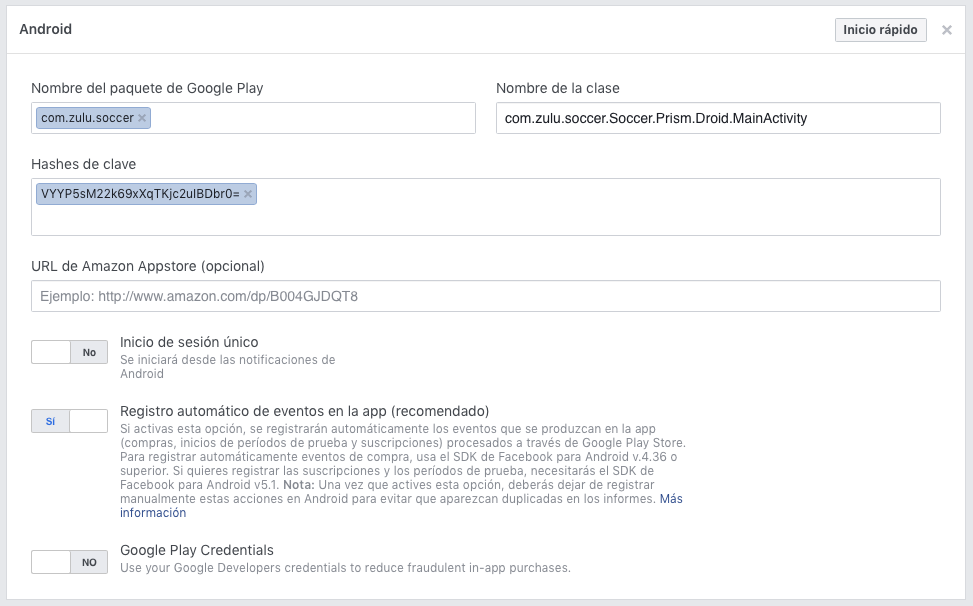 Android
Inicio rápido ×
Nombre del paquete de Google Play
com.zulu.soccer ×
Nombre de la clase
com.zulu.soccer.Soccer.Prism.Droid.MainActivity
Hashes de clave
VYYP5sM22k69xXqTKjc2uIBDbr0= ×
URL de Amazon Appstore (opcional)
Ejemplo: http://www.amazon.com/dp/B004GJDQT8
No
Inicio de sesión único
Se iniciará desde las notificaciones de
Android
Sí
Registro automático de eventos en la app (recomendado)
Si activas esta opción, se registrarán automáticamente los eventos que se produzcan en la app
(compras, inicios de períodos de prueba y suscripciones) procesados a través de Google Play Store.
Para registrar automáticamente eventos de compra, usa el SDK de Facebook para Android v.4.36 o
superior. Si quieres registrar las suscripciones y los períodos de prueba, necesitarás el SDK de
Facebook para Android v5.1. Nota: Una vez que actives esta opción, deberás dejar de registrar
manualmente estas acciones en Android para evitar que aparezcan duplicadas en los informes. Más
información
NO
Google Play Credentials
Use your Google Developers credentials to reduce fraudulent in-app purchases.